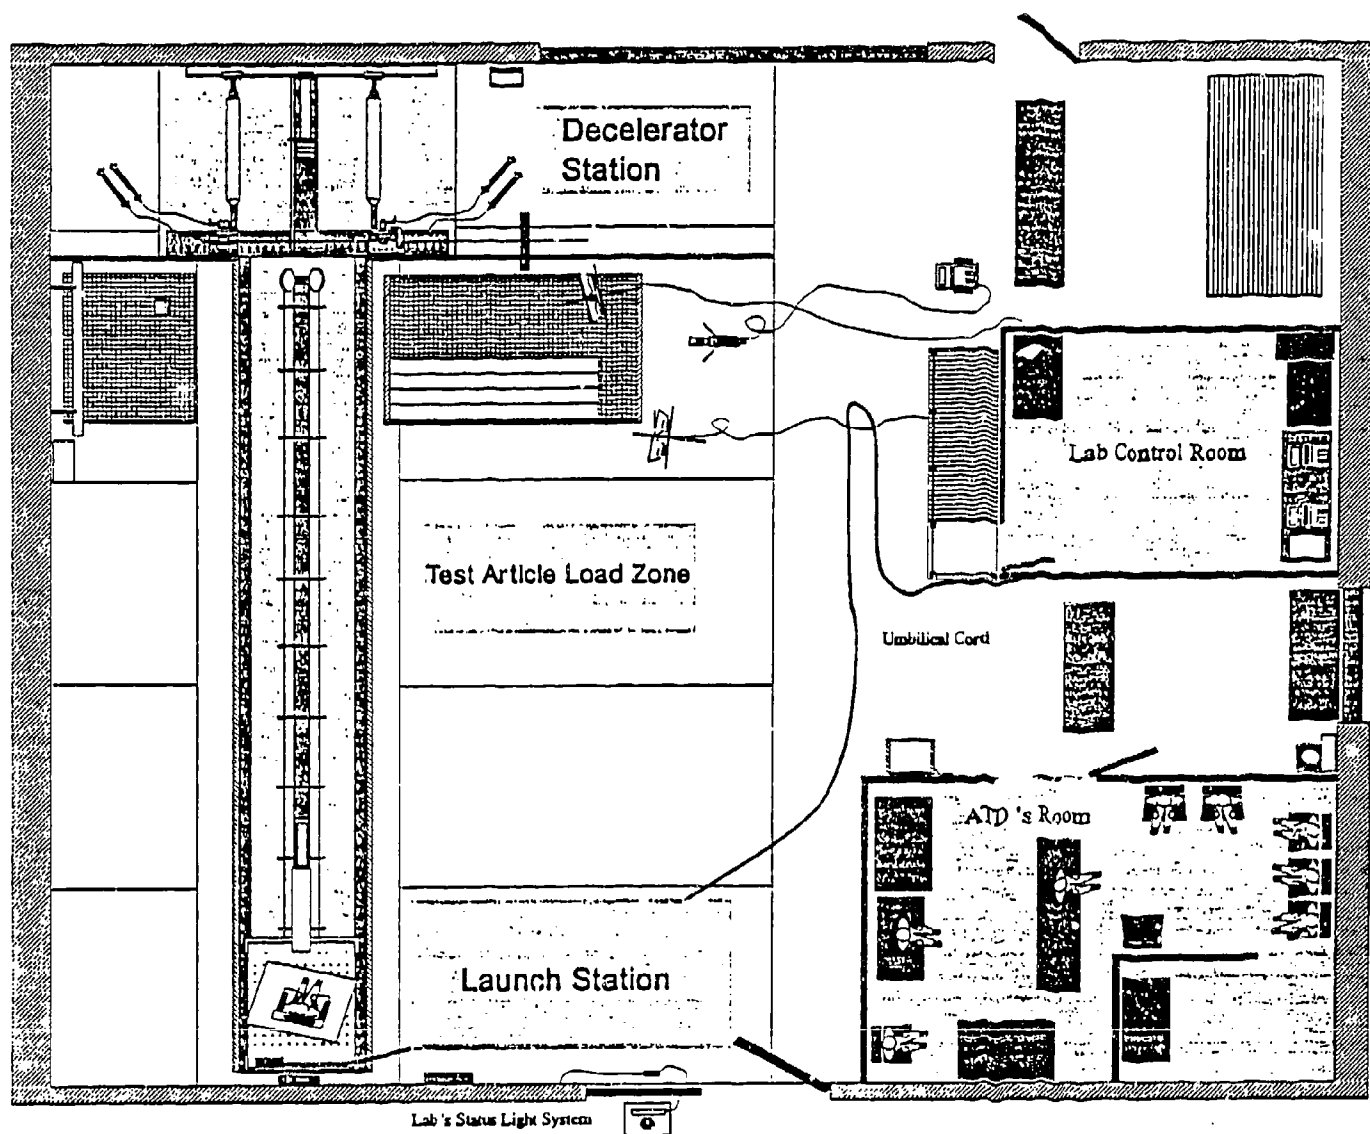 Decelerator
Station
Lab Control Room
Test Article Load Zone
Umbilical Cord
ATD 's Room
Launch Station
Lab's Status Light System